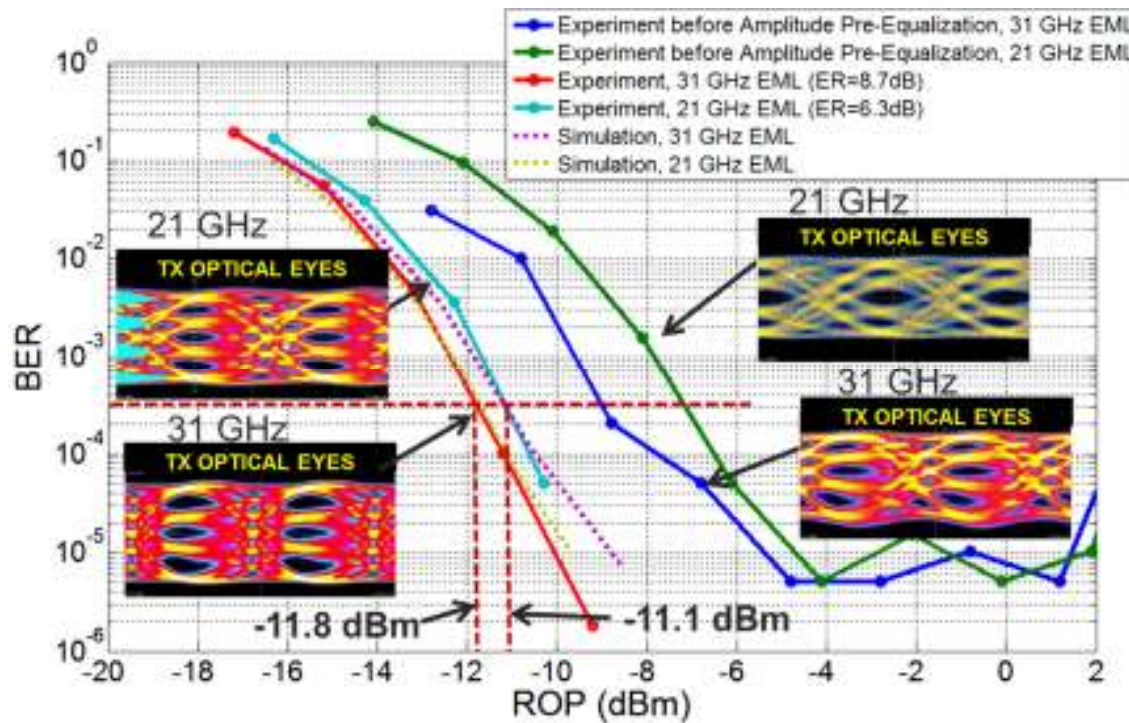 Experiment before Amplitude Pre-Equalization, 31 GHz EML
Experiment before Amplitude Pre-Equalization, 21 GHz EML
Experiment, 31 GHz EML (ER=8.7dB)
Experiment, 21 GHz EML (ER=6.3dB)
Simulation, 31 GHz EML
Simulation, 21 GHz EML
10^0
10^-1
10^-2
10^-3
10^-4
10^-5
10^-6
BER
21 GHz
TX OPTICAL EYES
21 GHz
TX OPTICAL EYES
31 GHz
TX OPTICAL EYES
31 GHz
TX OPTICAL EYES
-11.8 dBm
-11.1 dBm
-20 -18 -16 -14 -12 -10 -8 -6 -4 -2 0 2
ROP (dBm)